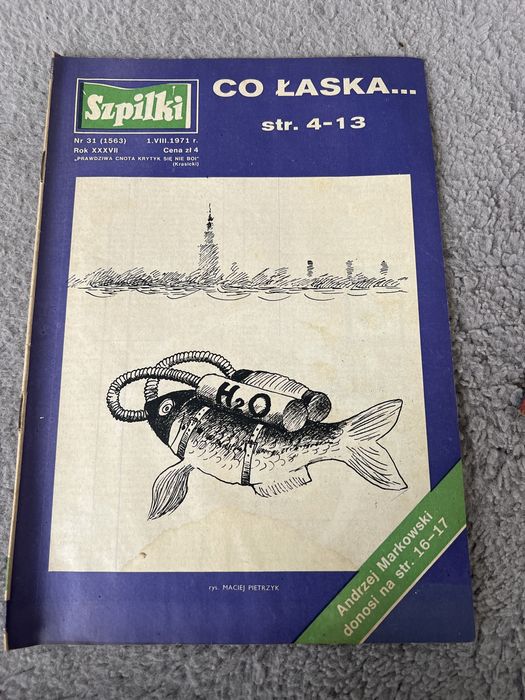 Szpilki
CO ŁASKA...
str. 4-13
Nr 31 (1563) 1.VIII.1971 r.
Rok XXXVII Cena zł 4
„PRAWDZIWA CNOTA KRYTYK SIĘ NIE BOI"
(Krasicki)
H₂O
Andrzej Markowski
donosi na str. 16-17
rys. MACIEJ PIETRZYK